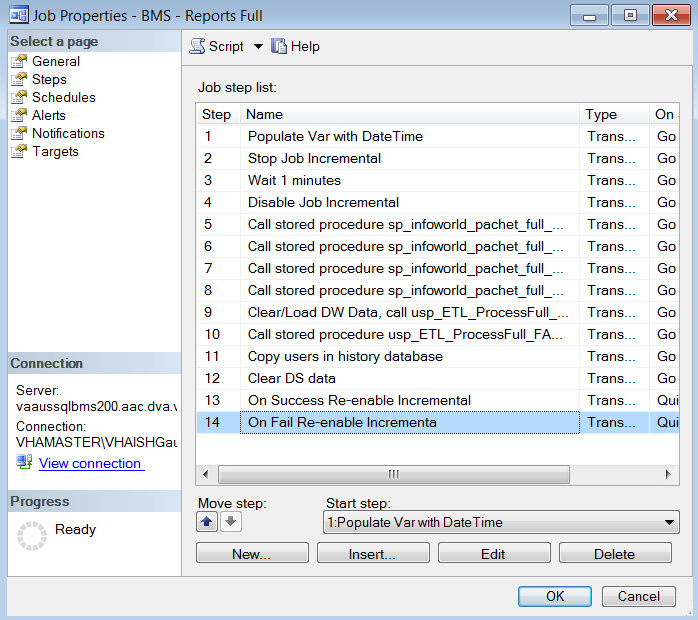 Job Properties - BMS - Reports Full
Select a page
General
Steps
Schedules
Alerts
Notifications
Targets
Connection
Server:
vaaussqlbms200.aac.dva.v
Connection:
VHAMASTER\VHAISHGau
View connection
Progress
Ready
Script Help
Job step list:
Step Name Type On
1 Populate Var with DateTime Trans... Go
2 Stop Job Incremental Trans... Go
3 Wait 1 minutes Trans... Go
4 Disable Job Incremental Trans... Go
5 Call stored procedure sp_infoworld_pachet_full_... Trans... Go
6 Call stored procedure sp_infoworld_pachet_full_... Trans... Go
7 Call stored procedure sp_infoworld_pachet_full_... Trans... Go
8 Call stored procedure sp_infoworld_pachet_full_... Trans... Go
9 Clear/Load DW Data, call usp_ETL_ProcessFull_... Trans... Go
10 Call stored procedure usp_ETL_ProcessFull_FA... Trans... Go
11 Copy users in history database Trans... Go
12 Clear DS data Trans... Go
13 On Success Re-enable Incremental Trans... Qui
14 On Fail Re-enable Incrementa Trans... Qui
Move step: Start step:
1:Populate Var with DateTime
New... Insert... Edit Delete
OK Cancel